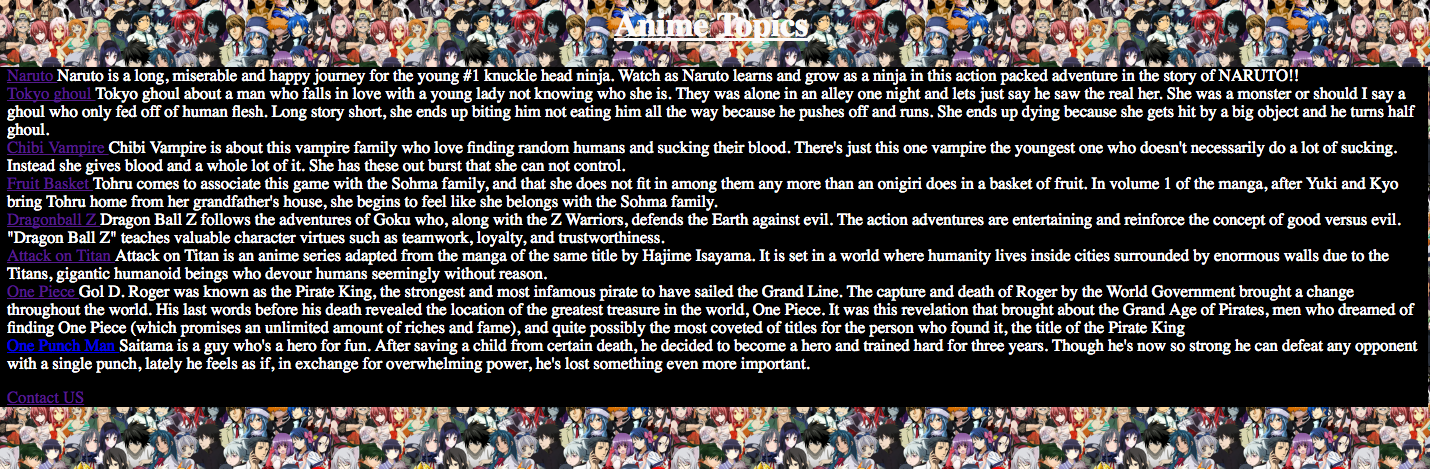 Anime Topics
Naruto Naruto is a long, miserable and happy journey for the young #1 knuckle head ninja. Watch as Naruto learns and grow as a ninja in this action packed adventure in the story of NARUTO!!
Tokyo ghoul Tokyo ghoul about a man who falls in love with a young lady not knowing who she is. They was alone in an alley one night and lets just say he saw the real her. She was a monster or should I say a
ghoul who only fed off of human flesh. Long story short, she ends up biting him not eating him all the way because he pushes off and runs. She ends up dying because she gets hit by a big object and he turns half
ghoul.
Chibi Vampire Chibi Vampire is about this vampire family who love finding random humans and sucking their blood. There's just this one vampire the youngest one who doesn't necessarily do a lot of sucking.
Instead she gives blood and a whole lot of it. She has these out burst that she can not control.
Fruit Basket Tohru comes to associate this game with the Sohma family, and that she does not fit in among them any more than an onigiri does in a basket of fruit. In volume 1 of the manga, after Yuki and Kyo
bring Tohru home from her grandfather's house, she begins to feel like she belongs with the Sohma family.
Dragonball Z Dragon Ball Z follows the adventures of Goku who, along with the Z Warriors, defends the Earth against evil. The action adventures are entertaining and reinforce the concept of good versus evil.
"Dragon Ball Z" teaches valuable character virtues such as teamwork, loyalty, and trustworthiness.
Attack on Titan Attack on Titan is an anime series adapted from the manga of the same title by Hajime Isayama. It is set in a world where humanity lives inside cities surrounded by enormous walls due to the
Titans, gigantic humanoid beings who devour humans seemingly without reason.
One Piece Gol D. Roger was known as the Pirate King, the strongest and most infamous pirate to have sailed the Grand Line. The capture and death of Roger by the World Government brought a change
throughout the world. His last words before his death revealed the location of the greatest treasure in the world, One Piece. It was this revelation that brought about the Grand Age of Pirates, men who dreamed of
finding One Piece (which promises an unlimited amount of riches and fame), and quite possibly the most coveted of titles for the person who found it, the title of the Pirate King
One Punch Man Saitama is a guy who's a hero for fun. After saving a child from certain death, he decided to become a hero and trained hard for three years. Though he's now so strong he can defeat any opponent
with a single punch, lately he feels as if, in exchange for overwhelming power, he's lost something even more important.
Contact US